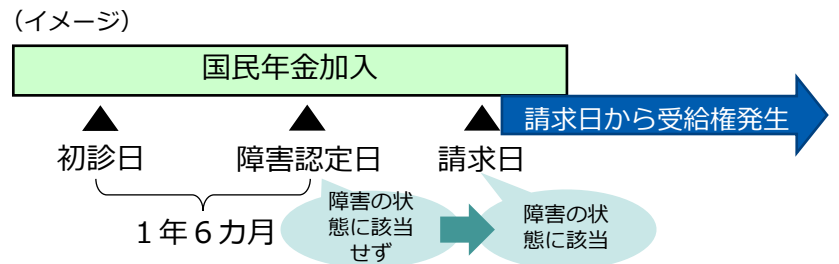 （イメージ）
国民年金加入
請求日から受給権発生
初診日
障害認定日
請求日
１年６カ月
障害の状
態に該当
せず
障害の状
態に該当